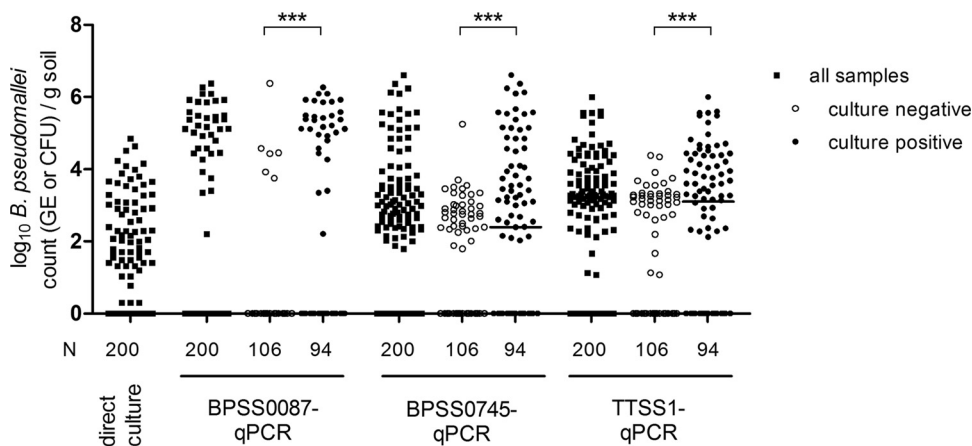 *** *** ***
log10 B. pseudomallei
count (GE or CFU) / g soil
8
6
4
2
0
all samples
culture negative
culture positive
N 200 200 106 94 200 106 94 200 106 94
direct
culture
BPSS0087-
qPCR
BPSS0745-
qPCR
TTSS1-
qPCR